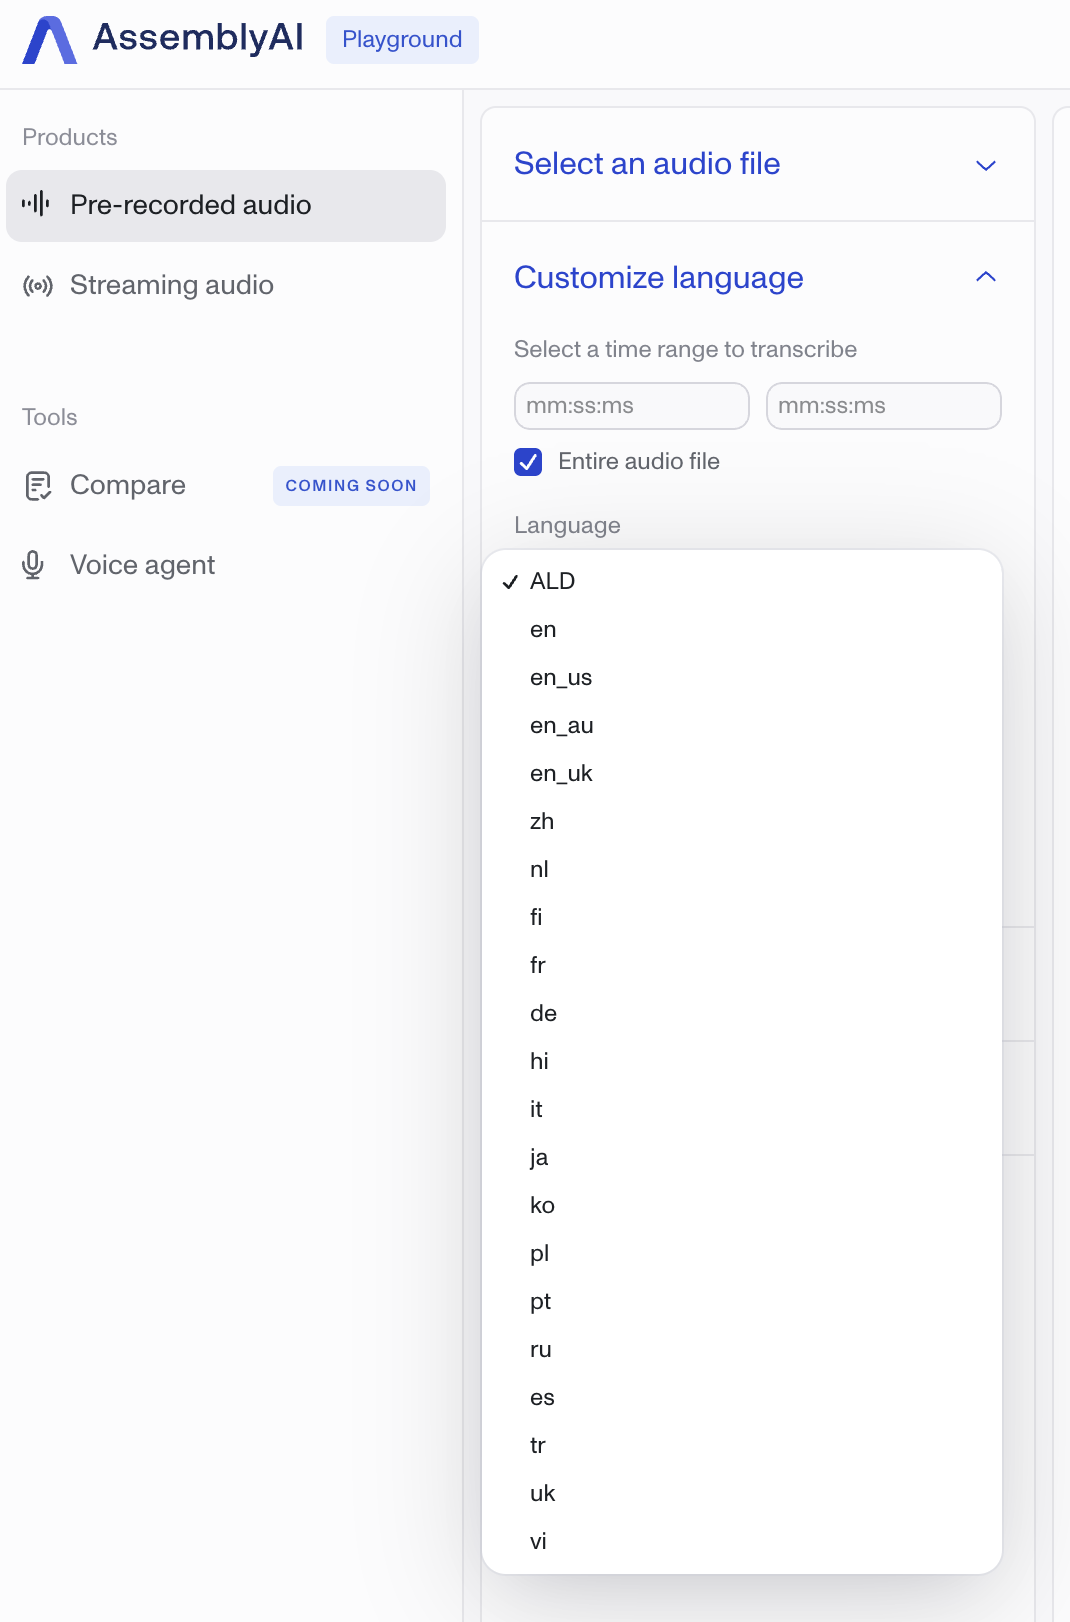 AssemblyAI
Playground
Products
Pre-recorded audio
Streaming audio
Tools
Compare
COMING SOON
Voice agent
Select an audio file
Customize language
Select a time range to transcribe
mm:ss:ms
mm:ss:ms
Entire audio file
Language
ALD
en
en_us
en_au
en_uk
zh
nl
fi
fr
de
hi
it
ja
ko
pl
pt
ru
es
tr
uk
vi